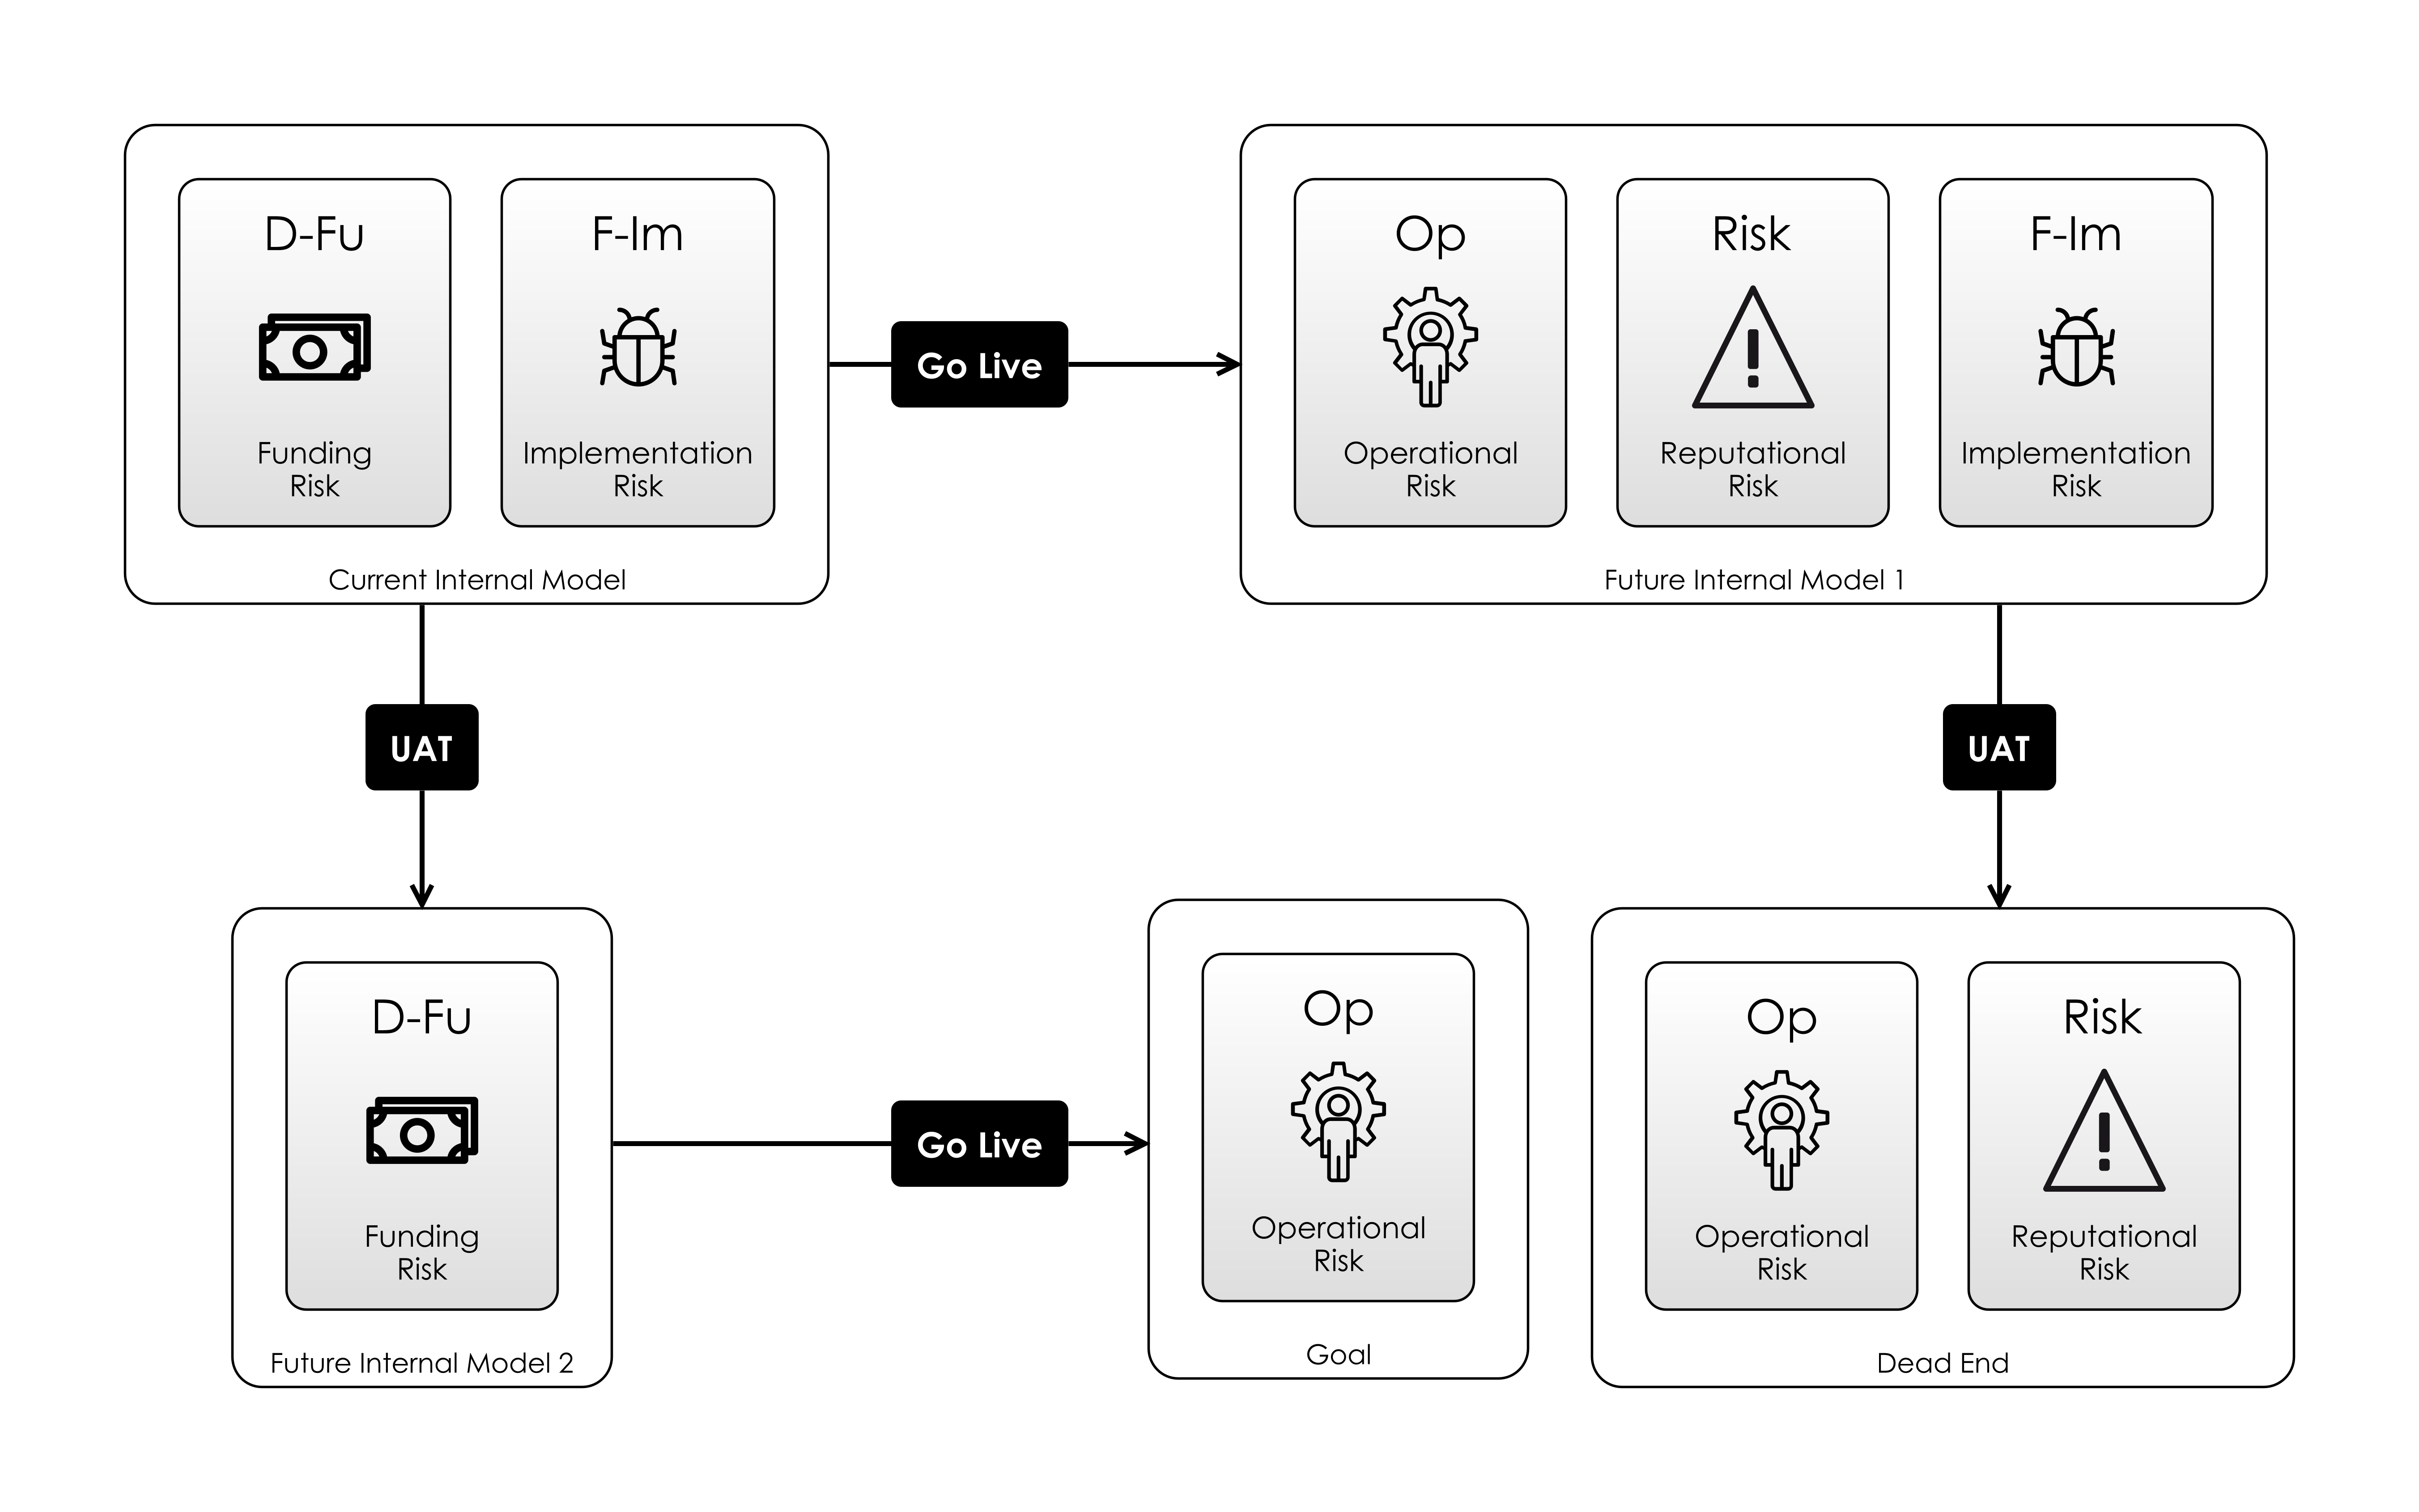 D-Fu
Funding
Risk
F-Im
Implementation
Risk
Current Internal Model
Go Live
Op
Operational
Risk
Risk
Reputational
Risk
F-Im
Implementation
Risk
Future Internal Model 1
UAT
UAT
D-Fu
Funding
Risk
Future Internal Model 2
Go Live
Op
Operational
Risk
Goal
Op
Operational
Risk
Risk
Reputational
Risk
Dead End